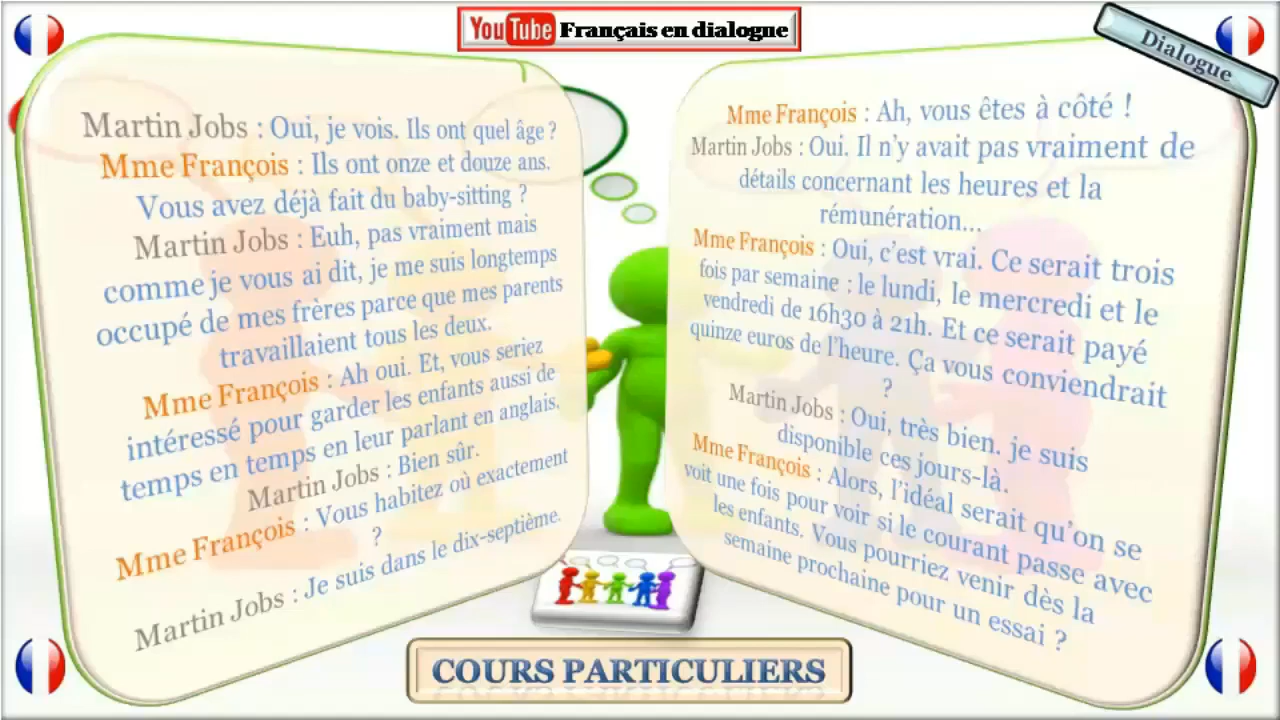 YouTube Français en dialogue
Dialogue
Martin Jobs : Oui, je vois. Ils ont quel âge ?
Mme François : Ils ont onze et douze ans.
Vous avez déjà fait du baby-sitting ?
Martin Jobs : Euh, pas vraiment mais
comme je vous ai dit, je me suis longtemps
occupé de mes frères parce que mes parents
travaillaient tous les deux.
Mme François : Ah oui. Et, vous seriez
intéressé pour garder les enfants aussi de
temps en temps en leur parlant en anglais.
Martin Jobs : Bien sûr.
Mme François : Vous habitez où exactement
?
Martin Jobs : Je suis dans le dix-septième.
Mme François : Ah, vous êtes à côté !
Martin Jobs : Oui. Il n’y avait pas vraiment de
détails concernant les heures et la
rémunération...
Mme François : Oui, c’est vrai. Ce serait trois
fois par semaine : le lundi, le mercredi et le
vendredi de 16h30 à 21h. Et ce serait payé
quinze euros de l’heure. Ça vous conviendrait
?
Martin Jobs : Oui, très bien. je suis
disponible ces jours-là.
Mme François : Alors, l’idéal serait qu’on se
voit une fois pour voir si le courant passe avec
les enfants. Vous pourriez venir dès la
semaine prochaine pour un essai ?
COURS PARTICULIERS